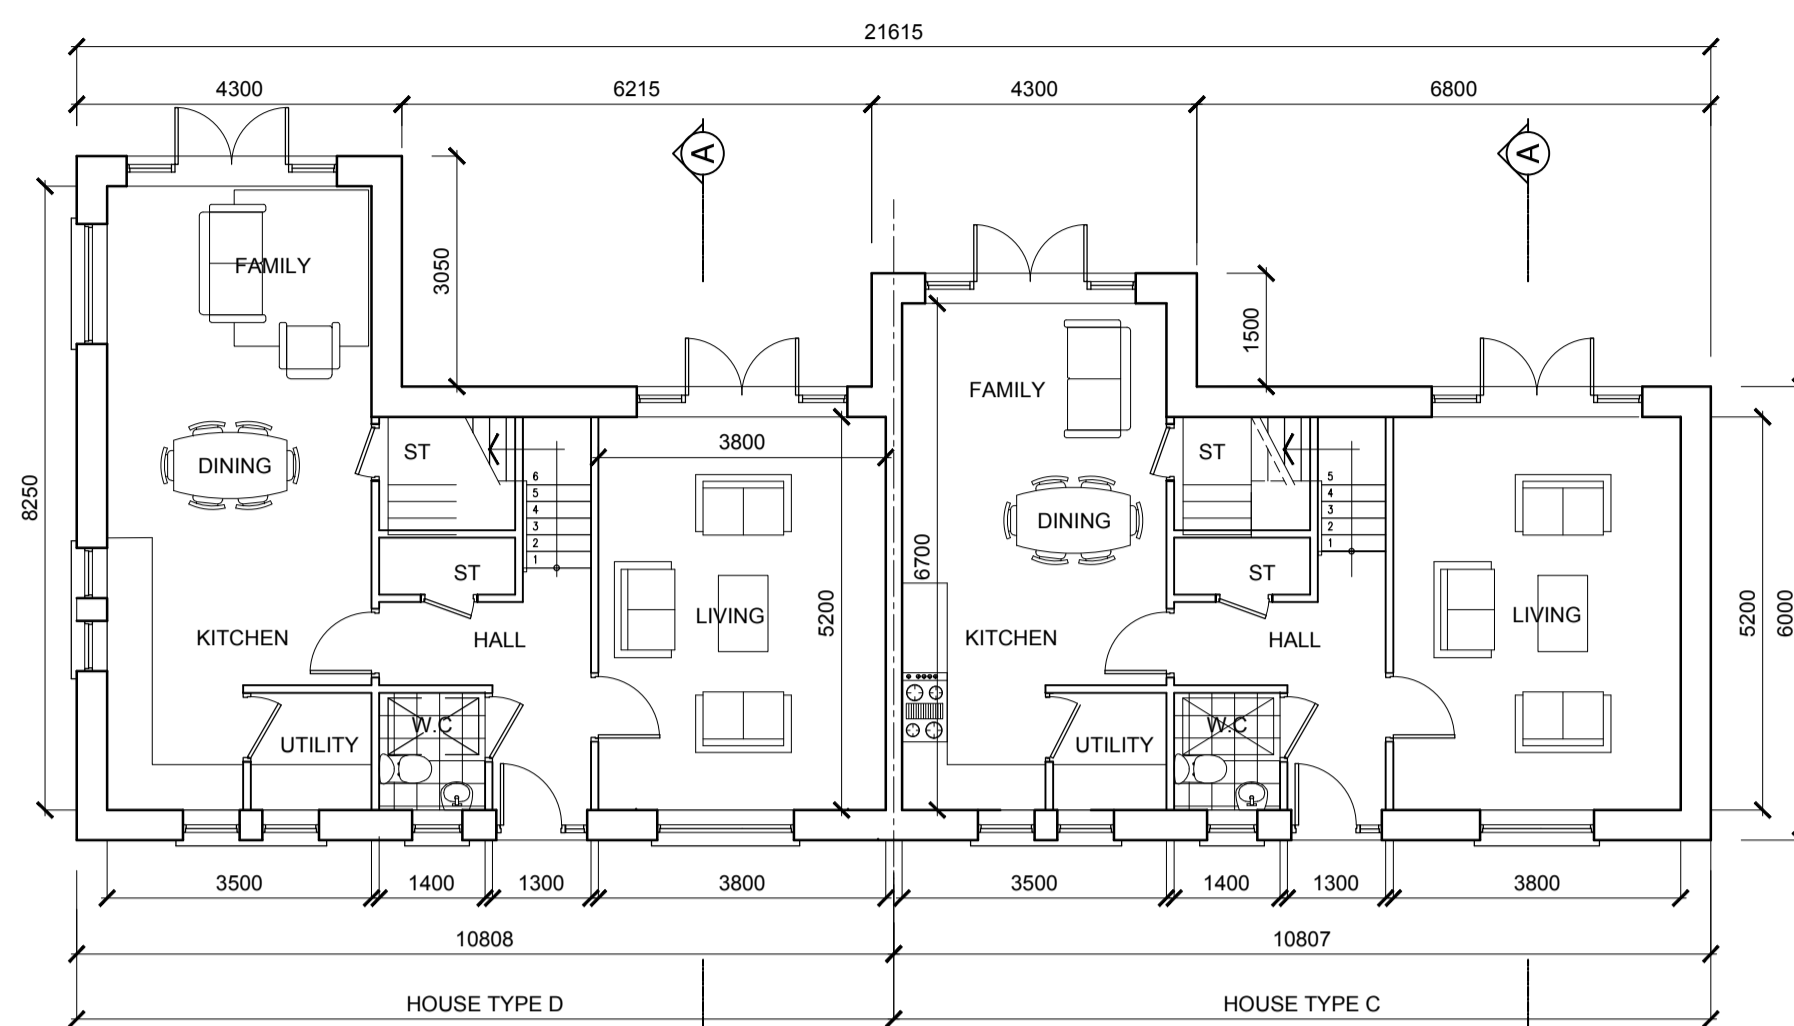 21615
4300
6215
4300
6800
A
A
FAMILY
3050
1500
FAMILY
ST
3800
ST
DINING
8250
6
5
4
3
2
1
DINING
5
4
3
2
1
6700
ST
ST
LIVING
5200
LIVING
5200
6000
KITCHEN
HALL
KITCHEN
HALL
W.C
W.C
UTILITY
UTILITY
3500
1400
1300
3800
3500
1400
1300
3800
10808
10807
HOUSE TYPE D
HOUSE TYPE C